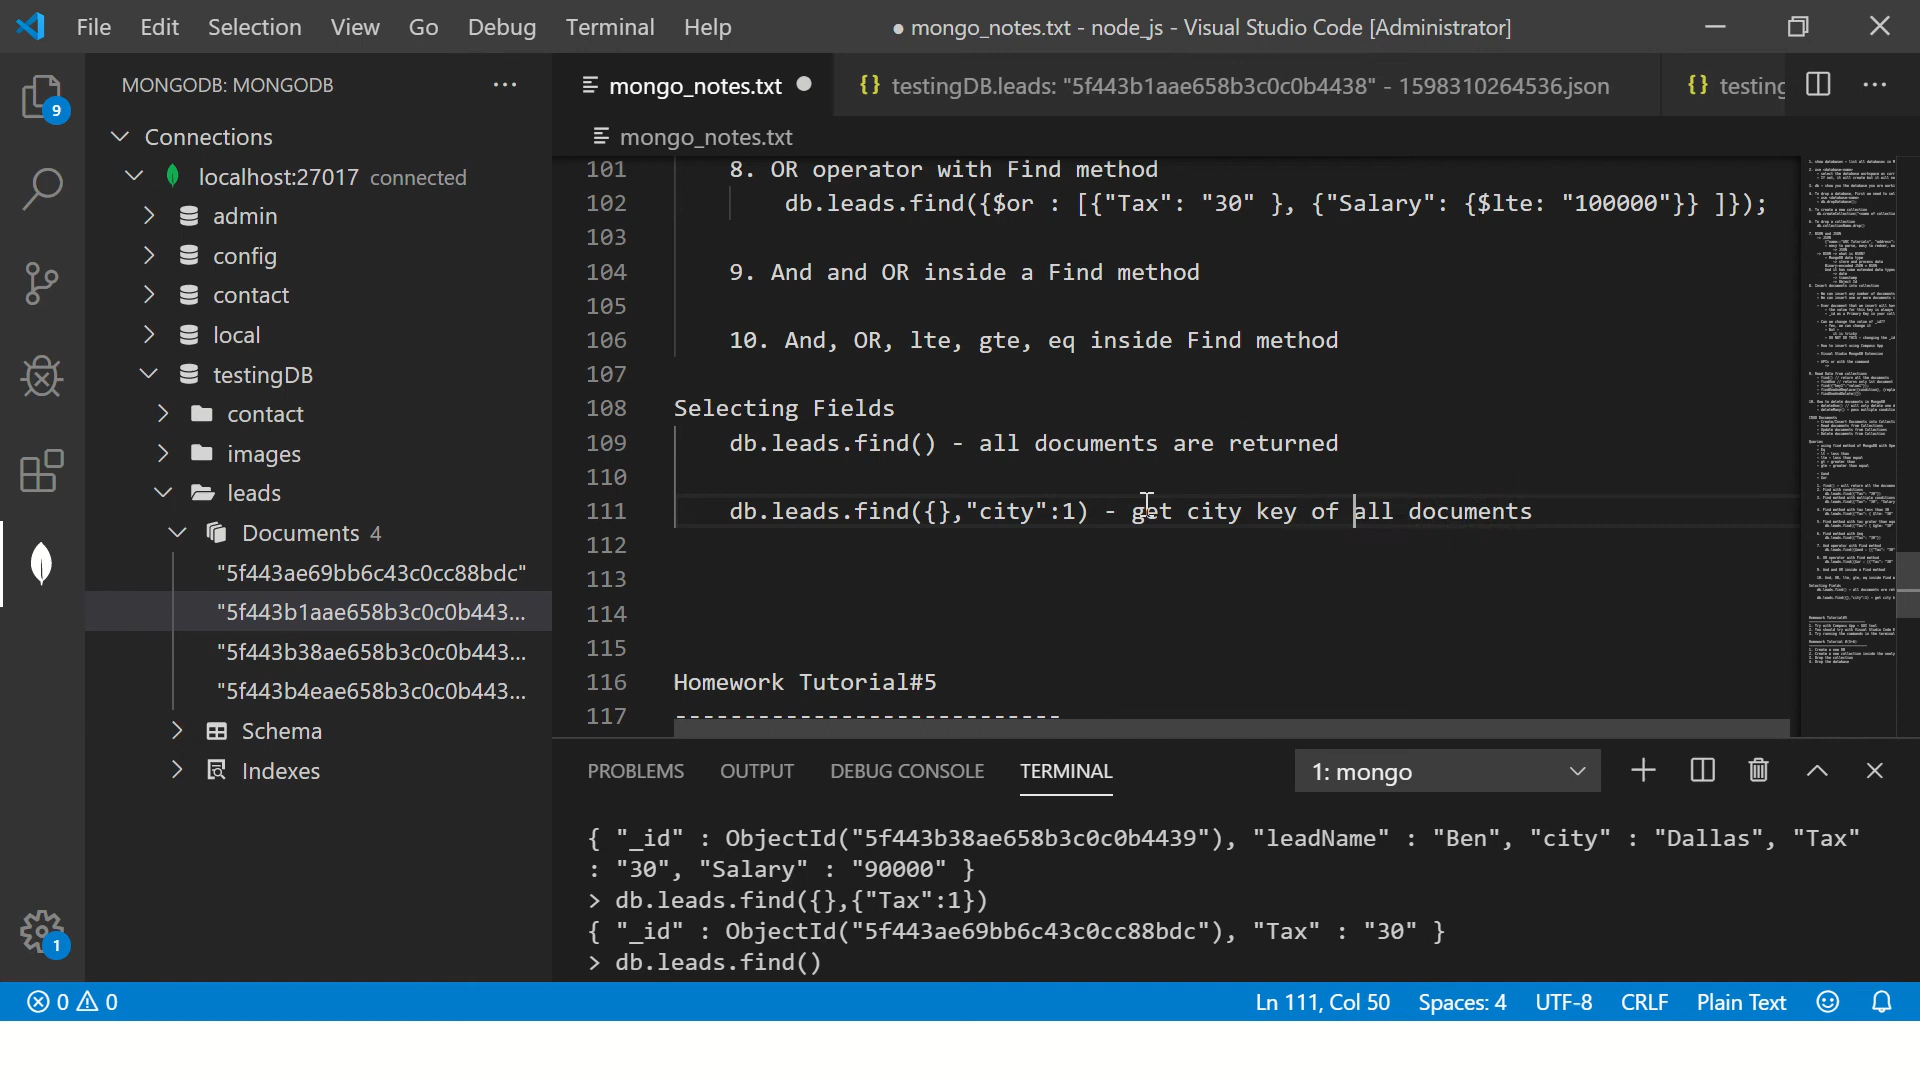 File Edit Selection View Go Debug Terminal Help
● mongo_notes.txt - node_js - Visual Studio Code [Administrator]
MONGODB: MONGODB
mongo_notes.txt
testingDB.leads: "5f443b1aae658b3c0c0b4438" - 1598310264536.json
testing
9
Connections
localhost:27017 connected
admin
config
contact
local
testingDB
contact
images
leads
Documents 4
"5f443ae69bb6c43c0cc88bdc"
"5f443b1aae658b3c0c0b443...
"5f443b38ae658b3c0c0b443...
"5f443b4eae658b3c0c0b443...
Schema
Indexes
1
mongo_notes.txt
101 8. OR operator with Find method
102 db.leads.find({$or : [{"Tax": "30" }, {"Salary": {$lte: "100000"}} ]});
103
104 9. And and OR inside a Find method
105
106 10. And, OR, lte, gte, eq inside Find method
107
108 Selecting Fields
109 db.leads.find() - all documents are returned
110
111 db.leads.find({},"city":1) - get city key of all documents
112
113
114
115
116 Homework Tutorial#5
117 ----------------------------
PROBLEMS OUTPUT DEBUG CONSOLE TERMINAL
1: mongo
{ "_id" : ObjectId("5f443b38ae658b3c0c0b4439"), "leadName" : "Ben", "city" : "Dallas", "Tax"
: "30", "Salary" : "90000" }
> db.leads.find({},{"Tax":1})
{ "_id" : ObjectId("5f443ae69bb6c43c0cc88bdc"), "Tax" : "30" }
> db.leads.find()
0 0
Ln 111, Col 50 Spaces: 4 UTF-8 CRLF Plain Text